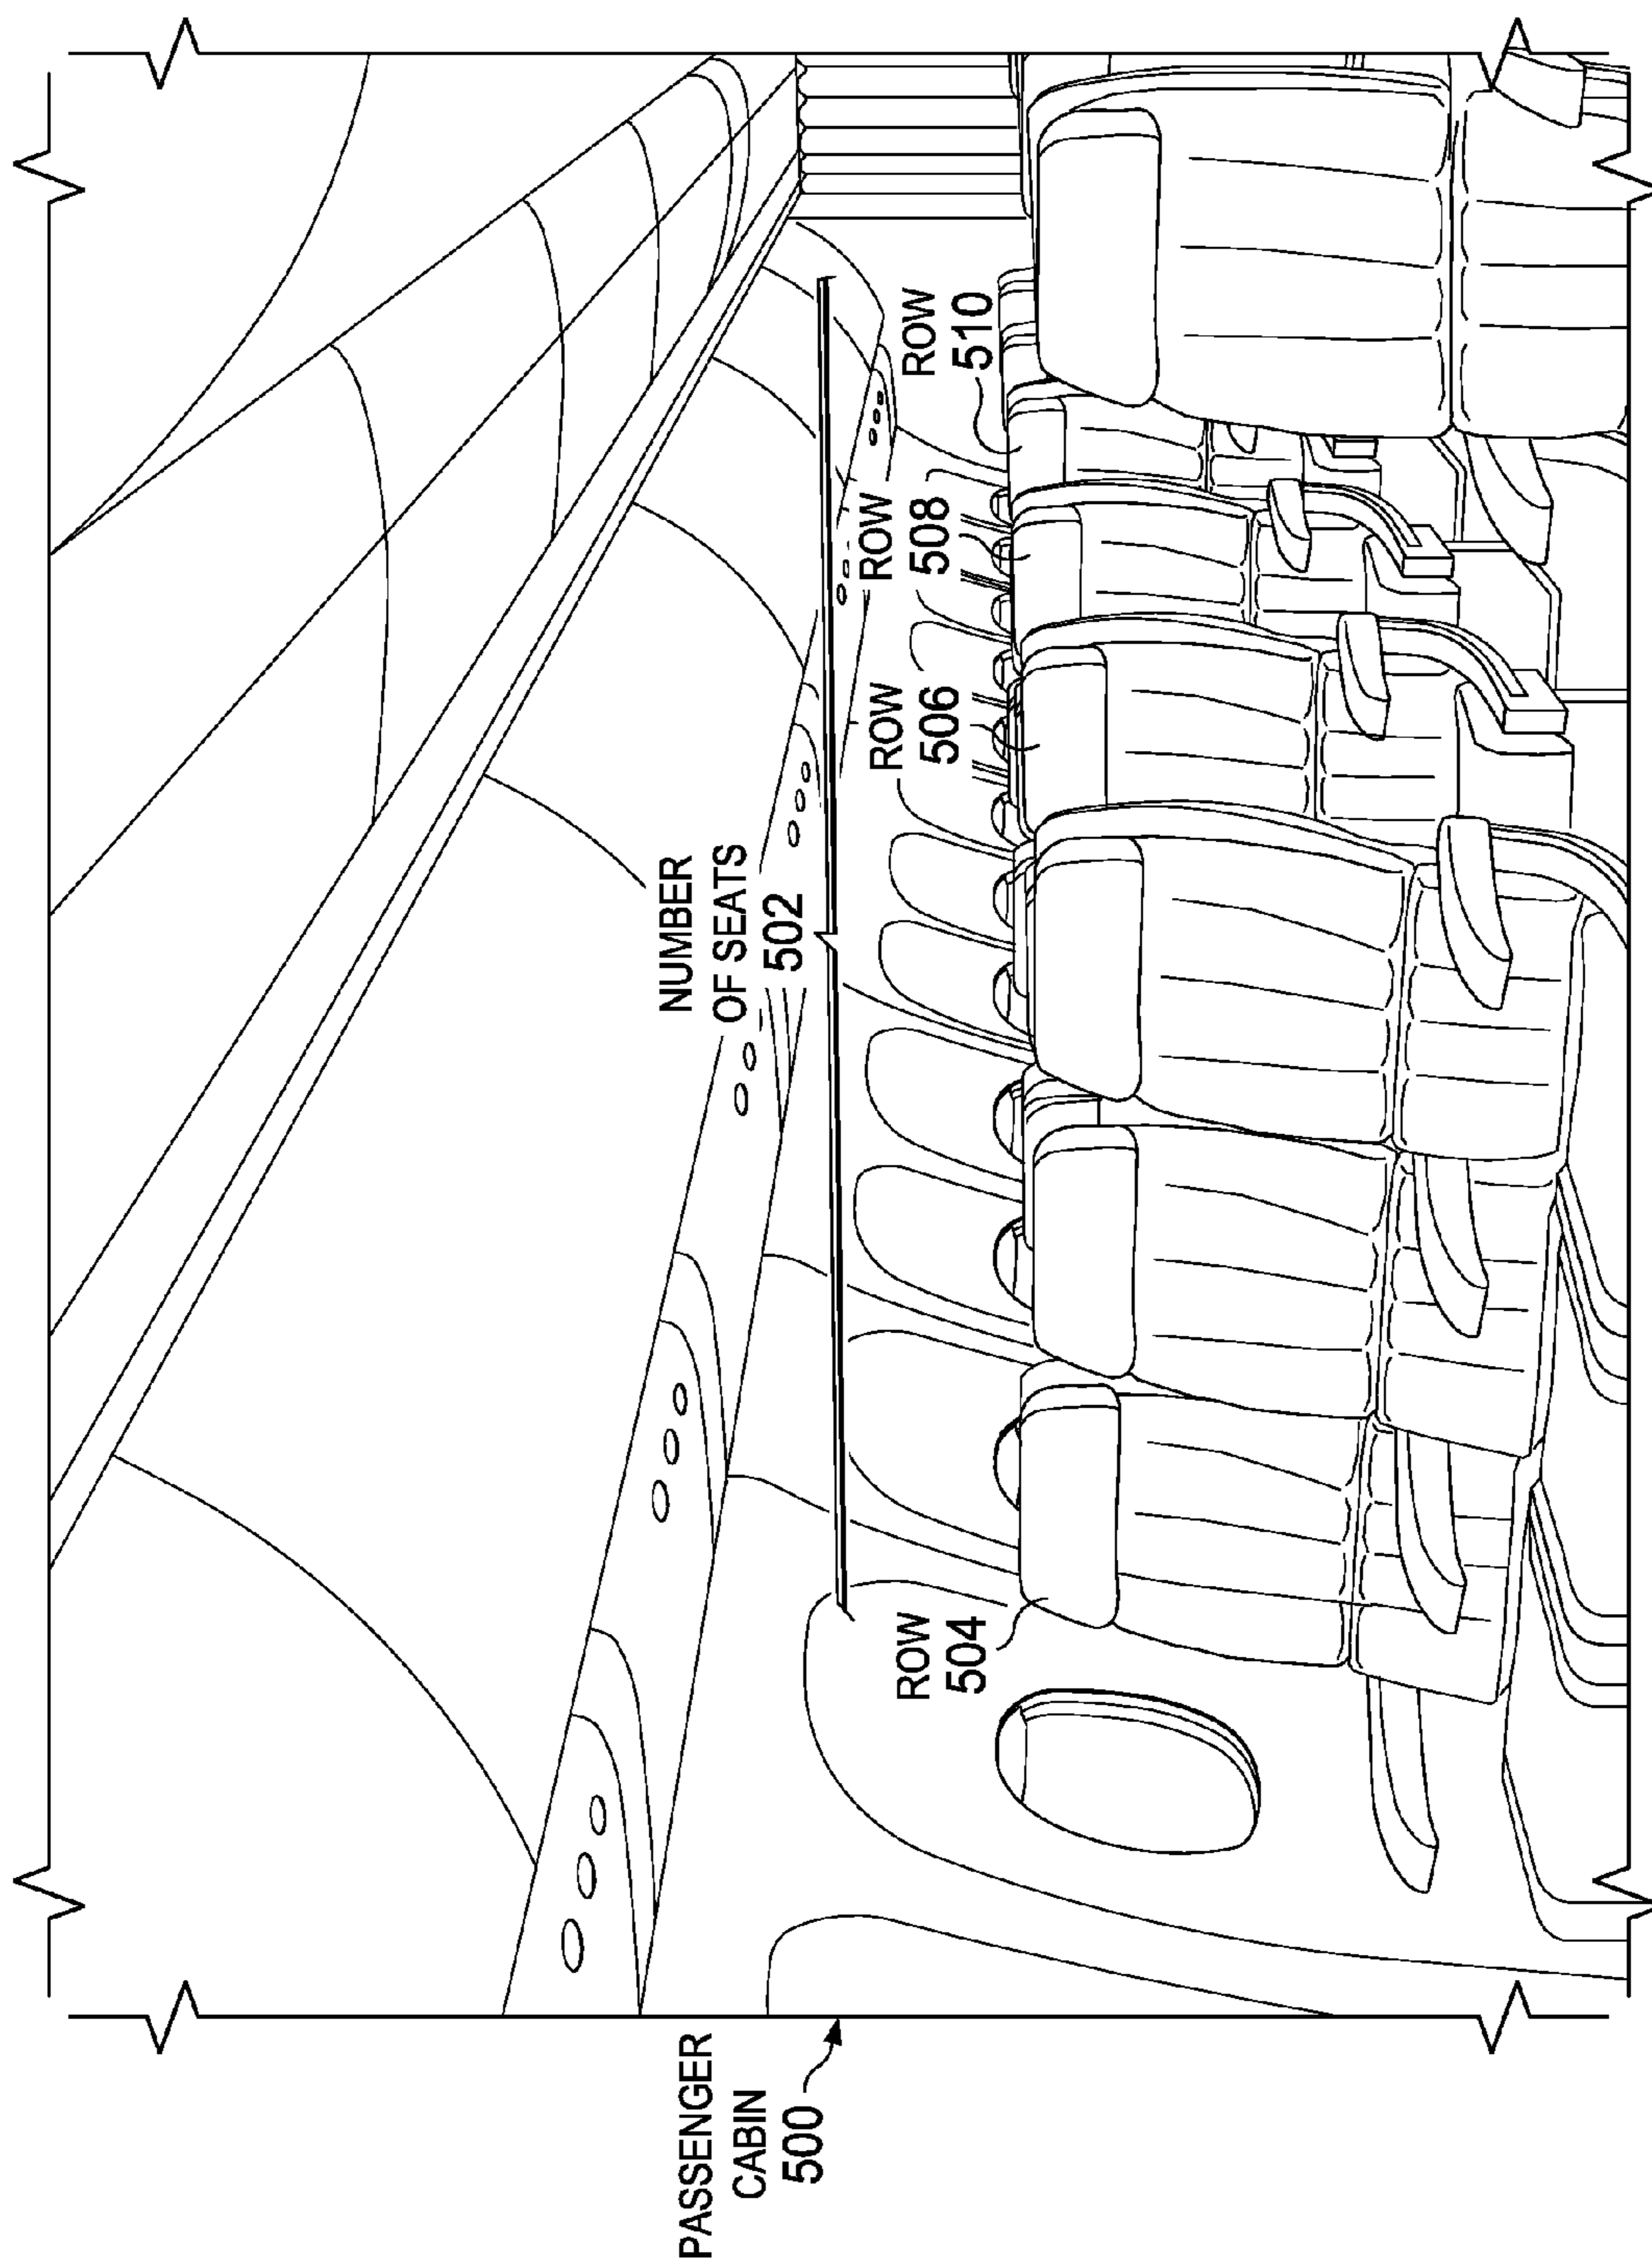 PASSENGER
CABIN
500
NUMBER
OF SEATS
502
ROW
504
ROW
506
ROW
508
ROW
510